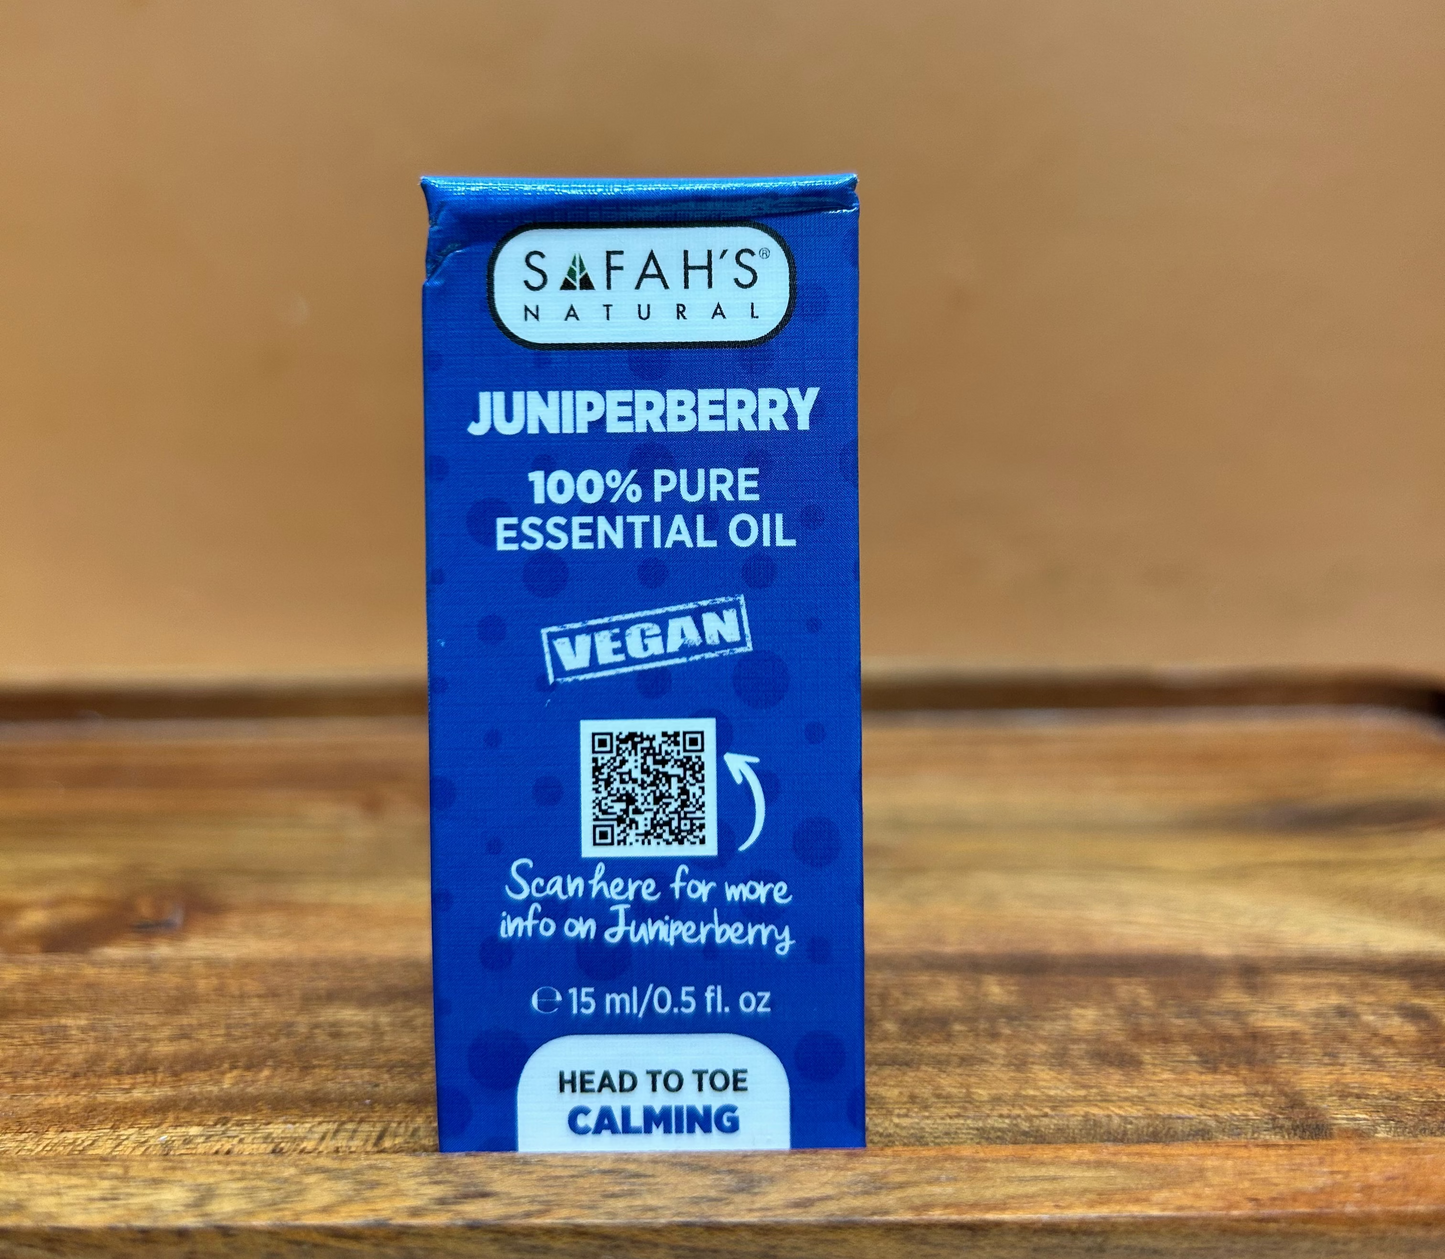 SAFAH'S®
NATURAL
JUNIPERBERRY
100% PURE
ESSENTIAL OIL
VEGAN
Scan here for more
info on Juniperberry
℮ 15 ml/0.5 fl. oz
HEAD TO TOE
CALMING